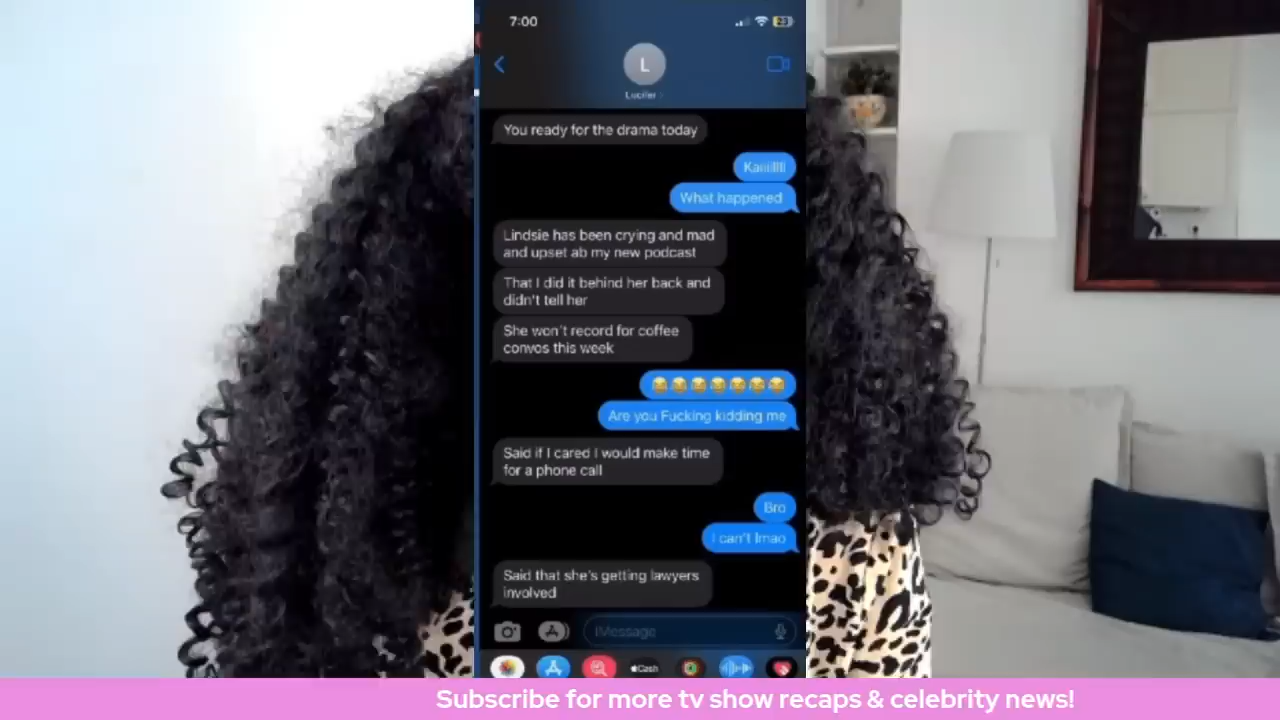 7:00
L
Lucifer
You ready for the drama today
Kaiiillll
What happened
Lindsie has been crying and mad
and upset ab my new podcast
That I did it behind her back and
didn't tell her
She won't record for coffee
convos this week
😂😂😂😂😂😂😂
Are you Fucking kidding me
Said if I cared I would make time
for a phone call
Bro
I can't lmao
Said that she's getting lawyers
involved
iMessage
Cash
Subscribe for more tv show recaps & celebrity news!